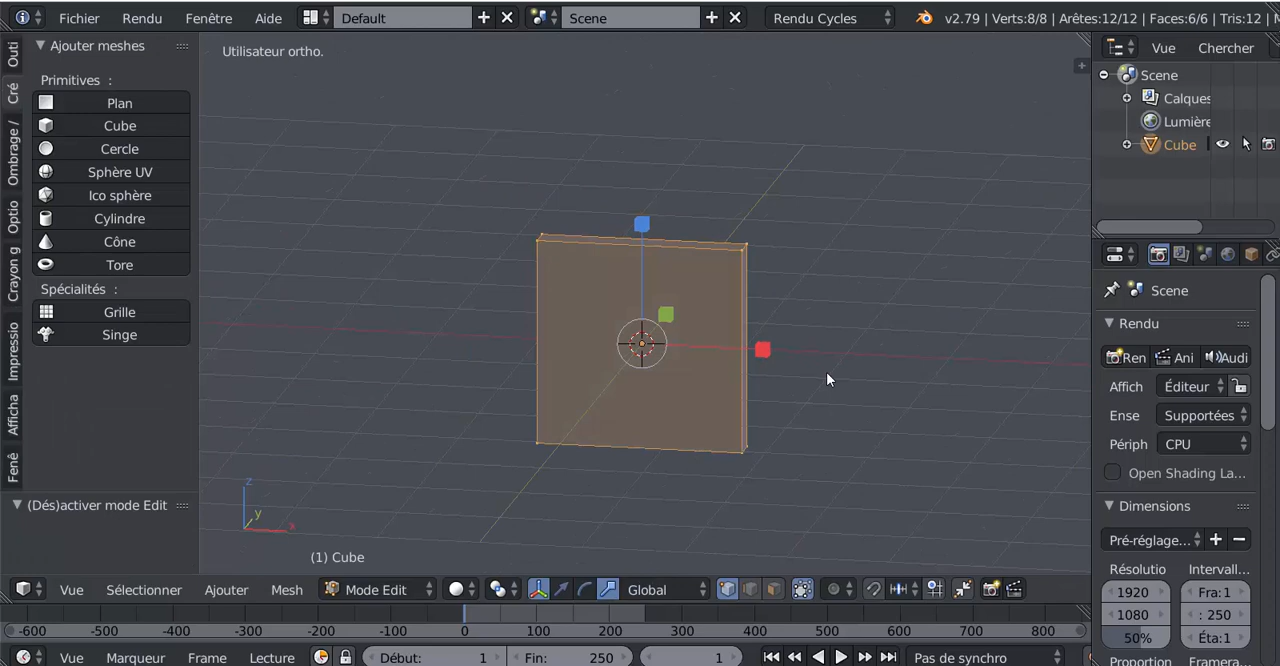 Fichier Rendu Fenêtre Aide Default Scene Rendu Cycles v2.79 | Verts:8/8 | Arêtes:12/12 | Faces:6/6 | Tris:12 |
Outi
Cré
Ombrage /
Optio
Crayon g
Impressio
Afficha
Fenê
Ajouter meshes
Primitives :
Plan
Cube
Cercle
Sphère UV
Ico sphère
Cylindre
Cône
Tore
Spécialités :
Grille
Singe
(Dés)activer mode Edit
Utilisateur ortho.
z
y
x
(1) Cube
Vue Sélectionner Ajouter Mesh Mode Edit Global
-600 -500 -400 -300 -200 -100 0 100 200 300 400 500 600 700 800
Vue Marqueur Frame Lecture Début: 1 Fin: 250 1 Pas de synchro
Vue Chercher
Scene
Calques
Lumière
Cube
Scene
Rendu
Ren Ani Audi
Affich Éditeur
Ense Supportées
Périph CPU
Open Shading La...
Dimensions
Pré-réglage...
Résolutio Intervall...
1920 Fra:1
1080 : 250
50% Éta:1
Proportion Framera